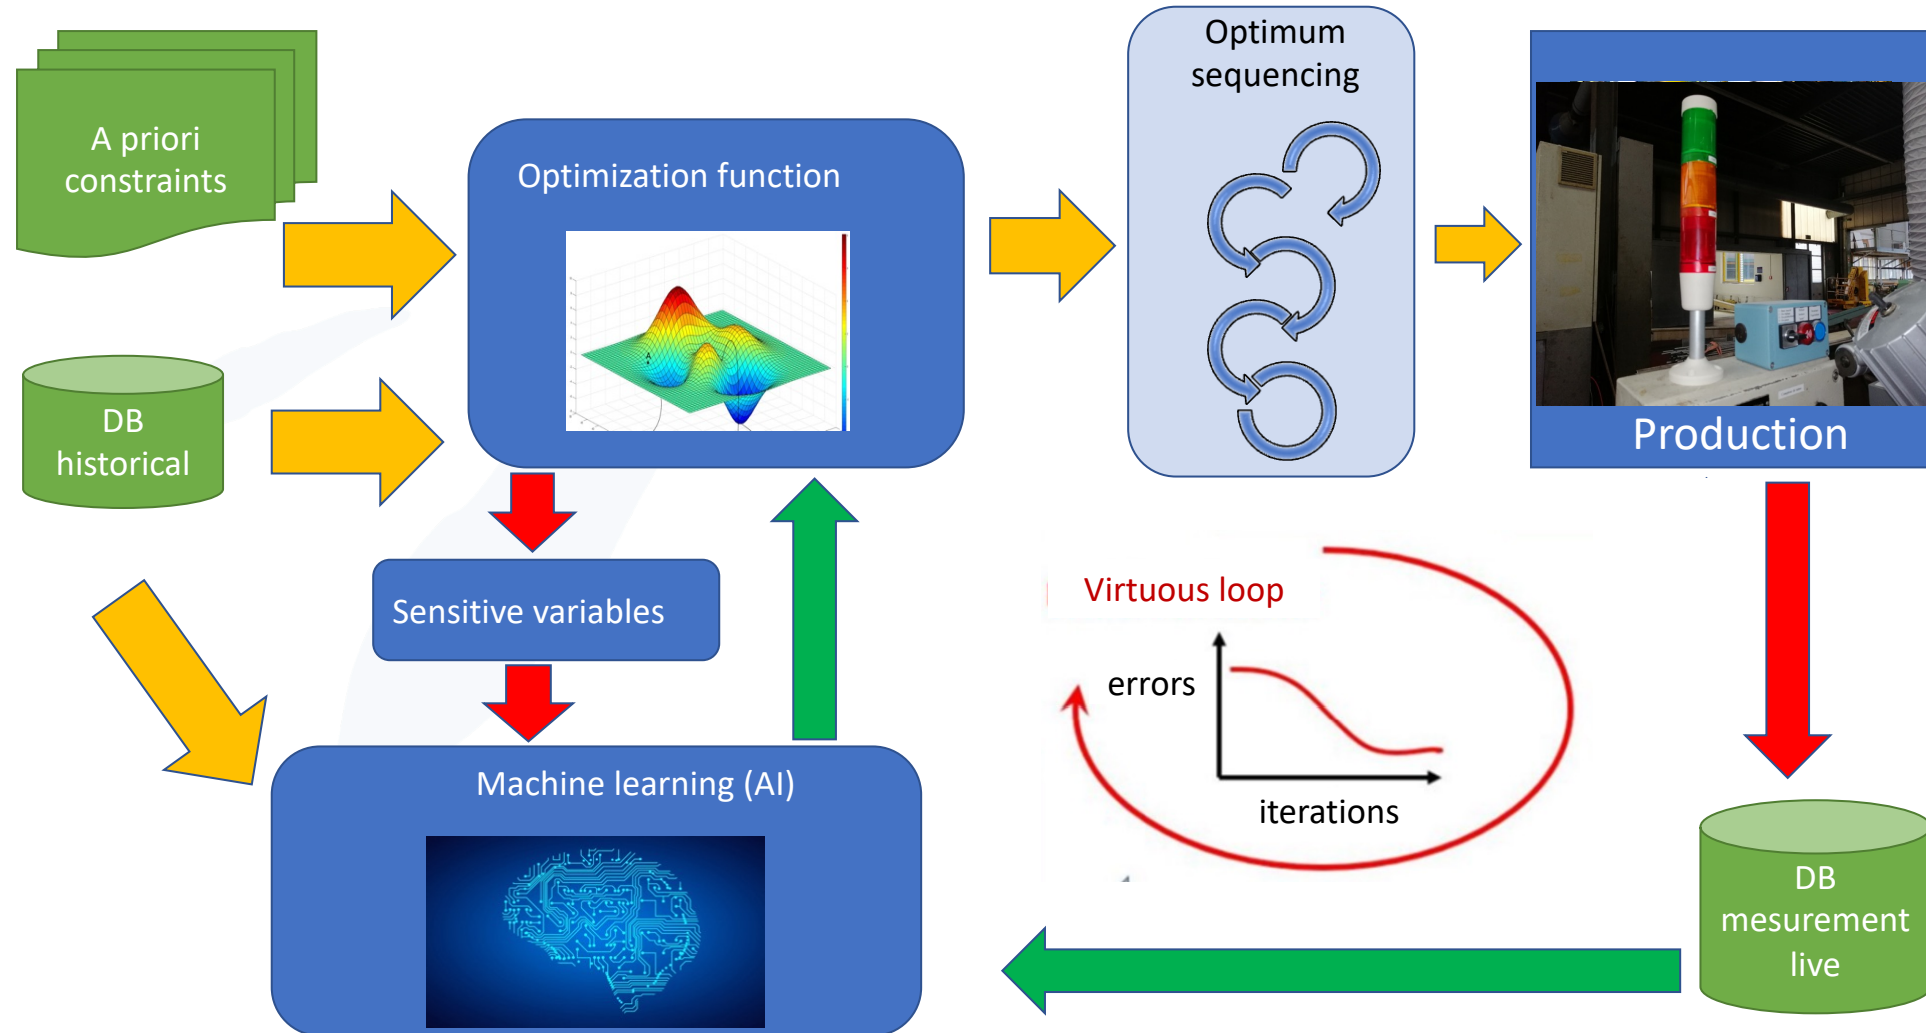 A priori
constraints
DB
historical
Optimization function
A
Optimum
sequencing
Production
Sensitive variables
Virtuous loop
errors
iterations
Machine learning (AI)
DB
mesurement
live